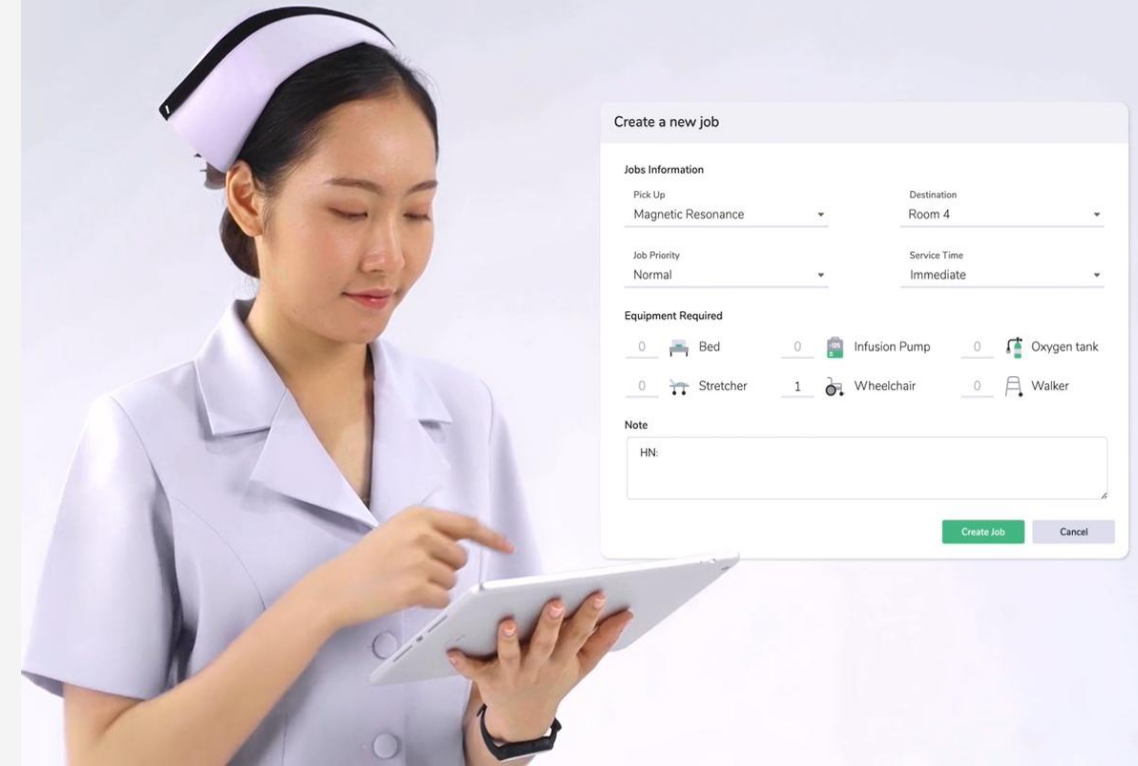 Create a new job
Jobs Information
Pick Up
Destination
Magnetic Resonance
Room 4
Job Priority
Service Time
Normal
Immediate
Equipment Required
0 Bed 0 Infusion Pump 0 Oxygen tank
0 Stretcher 1 Wheelchair 0 Walker
Note
HN:
Create Job Cancel